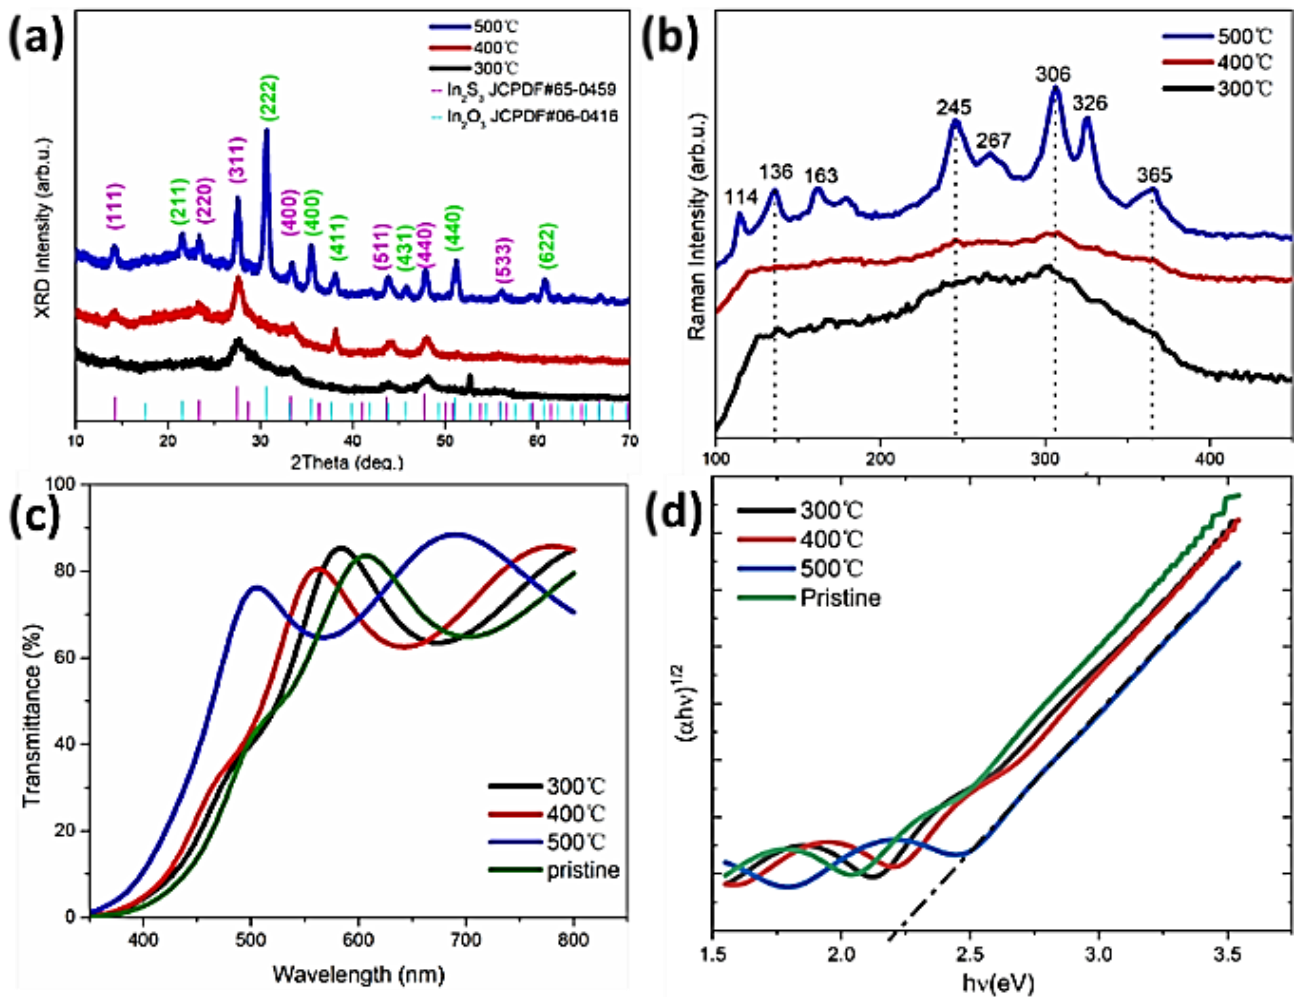 (a)
500℃
400℃
300℃
In₂S₃ JCPDF#65-0459
In₂O₃ JCPDF#06-0416
(111)
(211)
(220)
(311)
(222)
(400)
(400)
(411)
(511)
(431)
(440)
(440)
(533)
(622)
XRD Intensity (arb.u.)
10 20 30 40 50 60 70
2Theta (deg.)
(b)
500℃
400℃
300℃
114
136
163
245
267
306
326
365
Raman Intensity (arb.u.)
100 200 300 400
(c)
100
80
60
40
20
0
Transmittance (%)
300℃
400℃
500℃
pristine
400 500 600 700 800
Wavelength (nm)
(d)
300℃
400℃
500℃
Pristine
(αhν)¹/²
1.5 2.0 2.5 3.0 3.5
hν(eV)